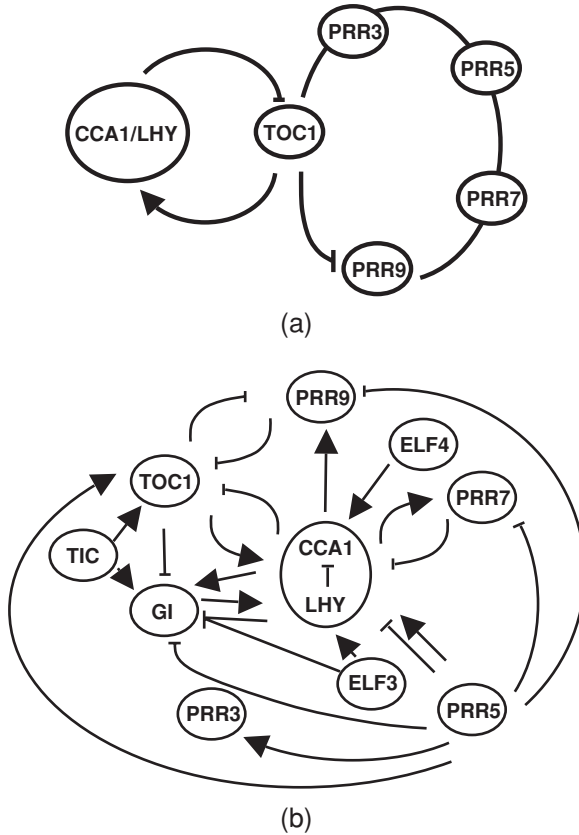 PRR3
PRR5
CCA1/LHY
TOC1
PRR7
PRR9
(a)
PRR9
ELF4
TOC1
PRR7
CCA1
TIC
LHY
GI
ELF3
PRR3
PRR5
(b)